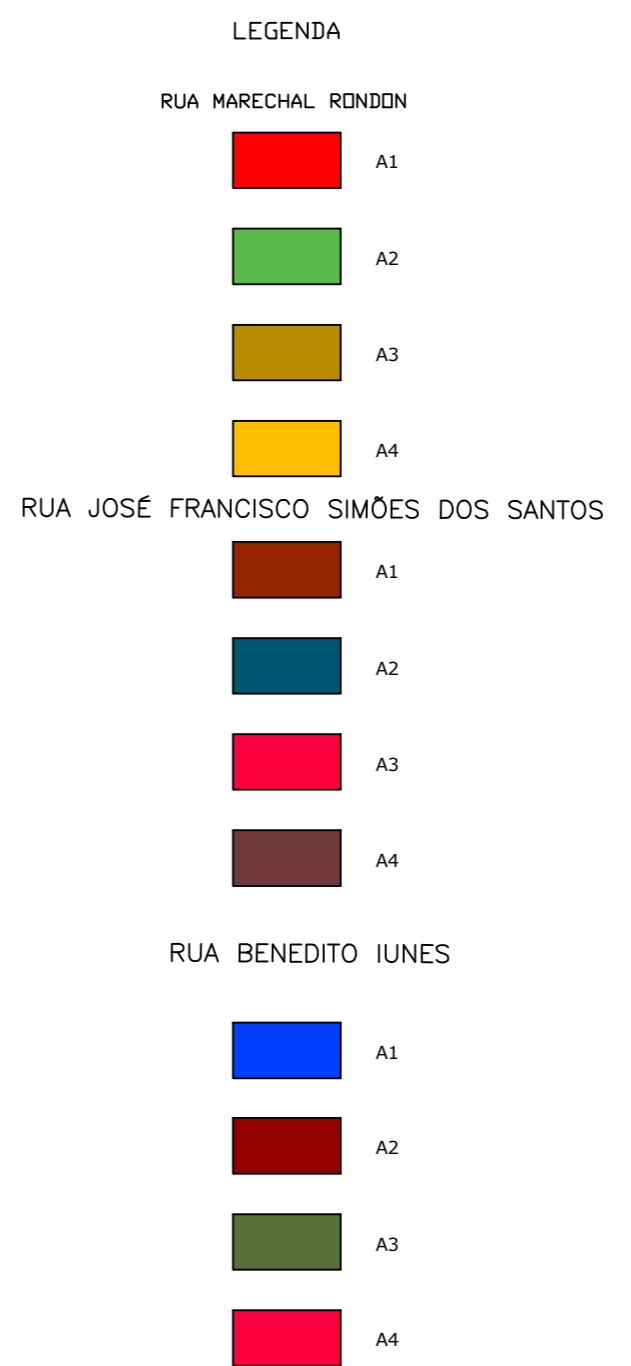 LEGENDA
RUA MARECHAL RONDON
A1
A2
A3
A4
RUA JOSÉ FRANCISCO SIMÕES DOS SANTOS
A1
A2
A3
A4
RUA BENEDITO IUNES
A1
A2
A3
A4